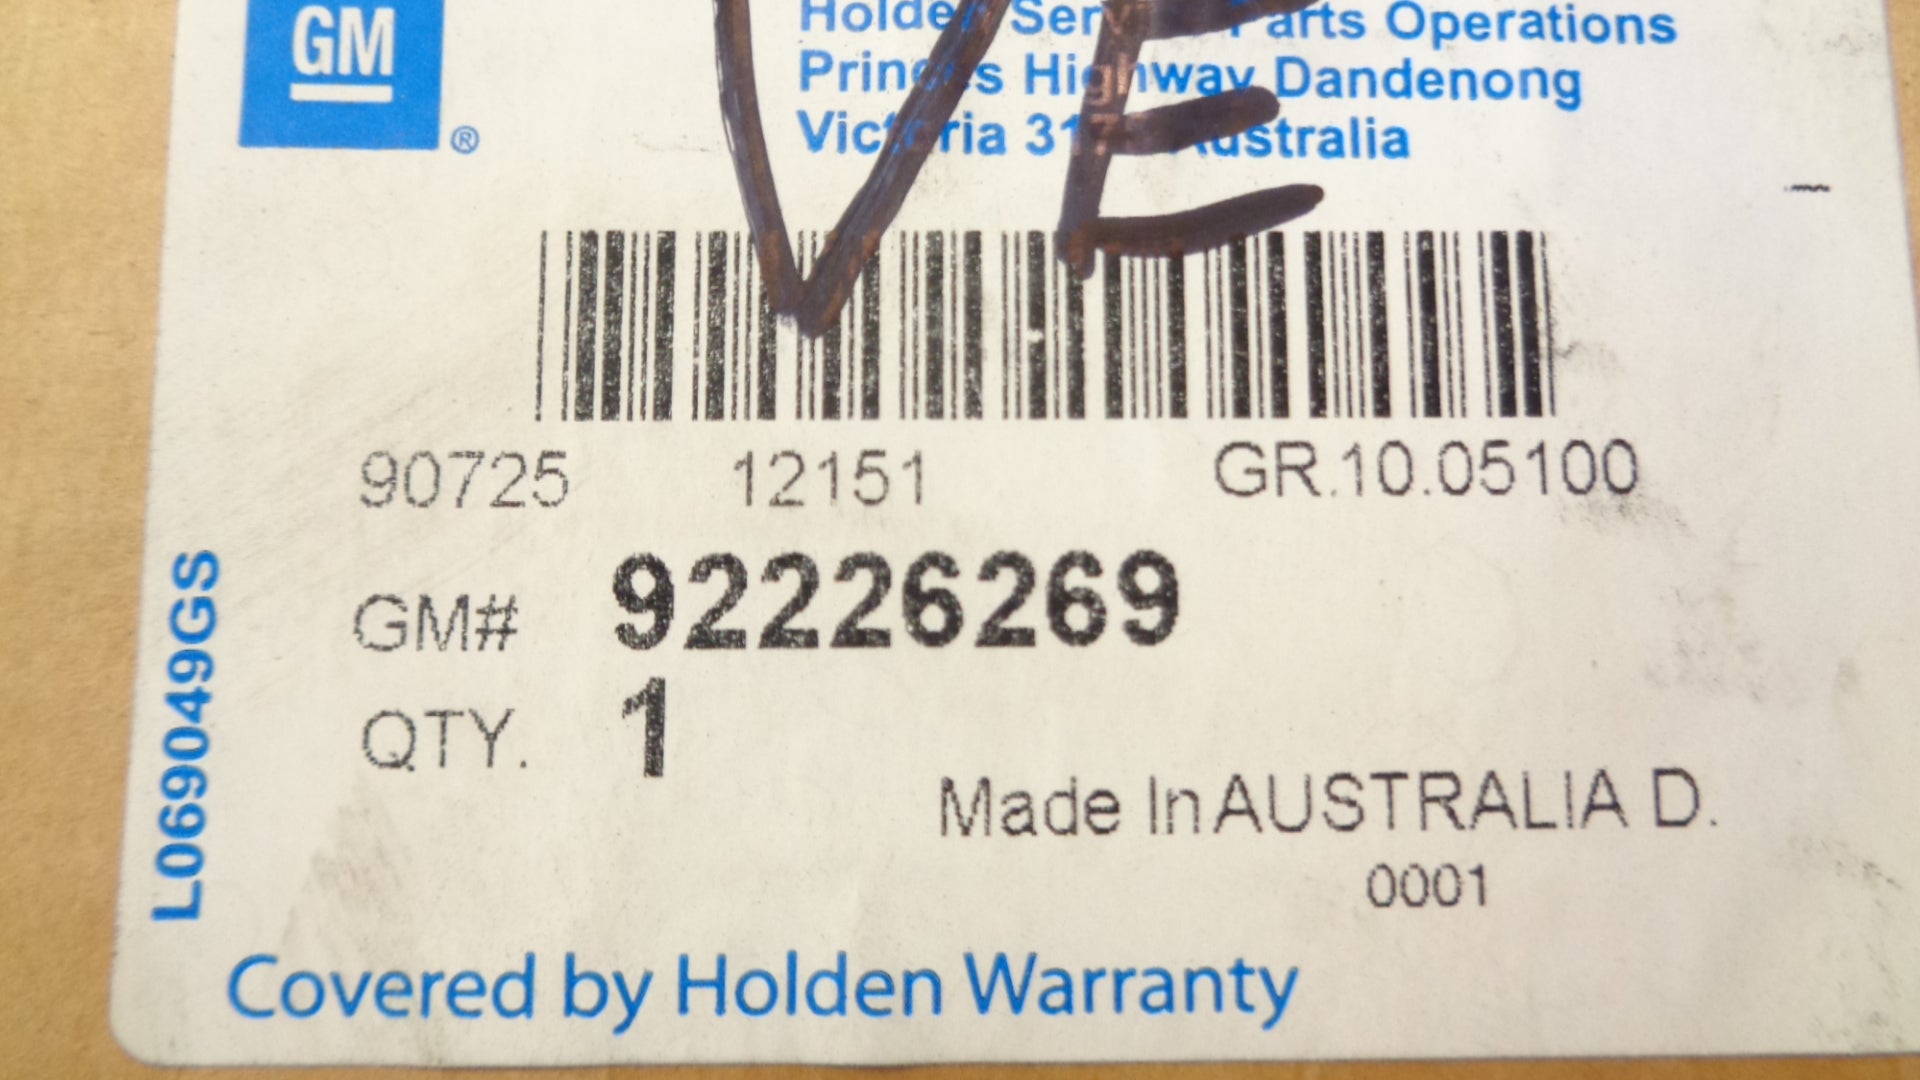 GM
®
Holden Service Parts Operations
Princes Highway Dandenong
Victoria 317 Australia
VE
90725 12151 GR.10.05100
GM# 92226269
QTY. 1
Made In AUSTRALIA D.
0001
L069049GS
Covered by Holden Warranty